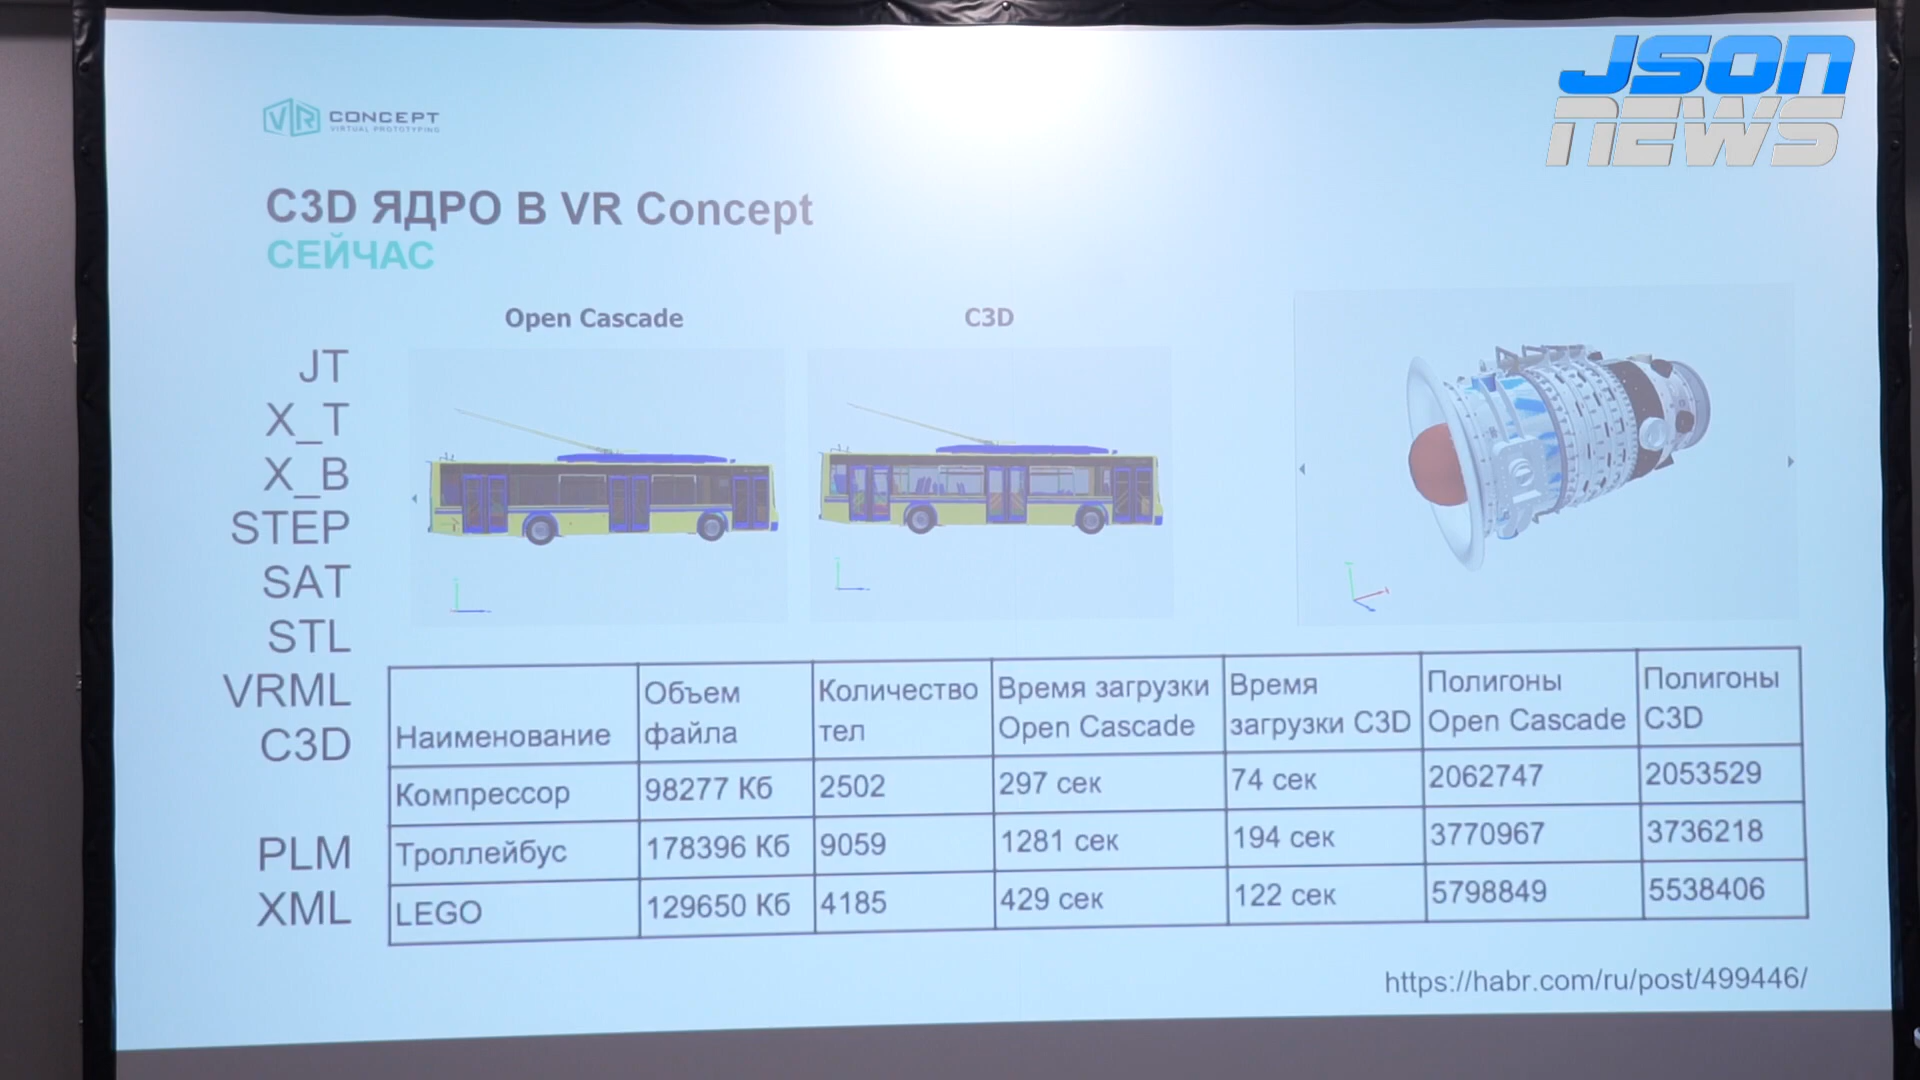 JSON
NEWS
VR CONCEPT
VIRTUAL PROTOTYPING
C3D ЯДРО В VR Concept
СЕЙЧАС
Open Cascade
C3D
JT
X_T
X_B
STEP
SAT
STL
VRML
C3D
PLM
XML
Наименование
Объем
файла
Количество
тел
Время загрузки
Open Cascade
Время
загрузки C3D
Полигоны
Open Cascade
Полигоны
C3D
Компрессор 98277 Кб 2502 297 сек 74 сек 2062747 2053529
Троллейбус 178396 Кб 9059 1281 сек 194 сек 3770967 3736218
LEGO 129650 Кб 4185 429 сек 122 сек 5798849 5538406
https://habr.com/ru/post/499446/